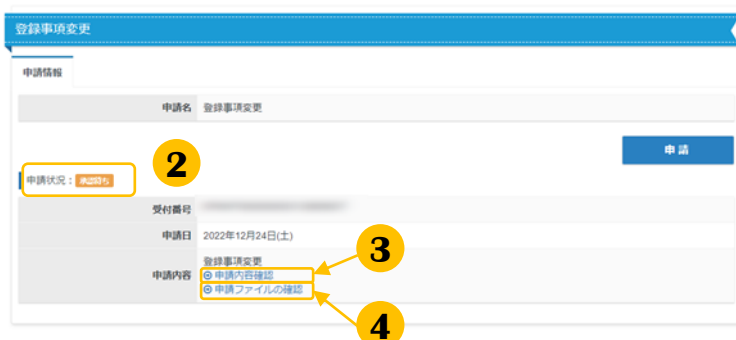 登録事項変更
申請情報
申請名 登録事項変更
申請
2
申請状況： 承認待ち
受付番号
申請日 2022年12月24日(土)
3
登録事項変更
申請内容 申請内容確認
申請ファイルの確認
4